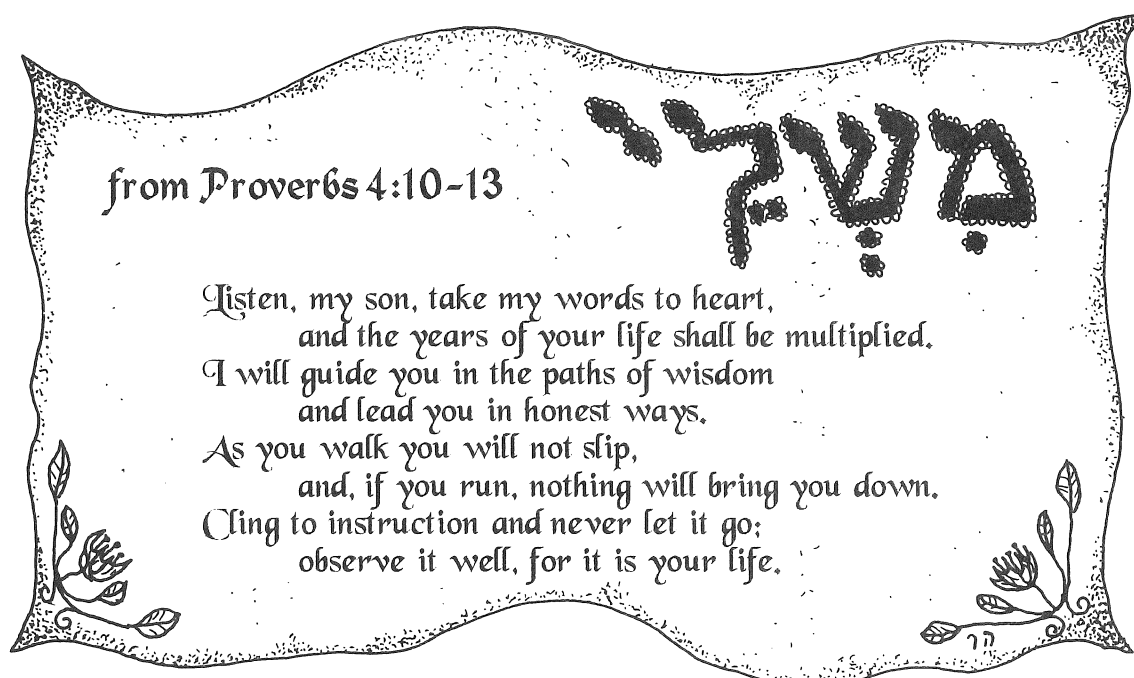 מִשְׁלֵי
from Proverbs 4:10-13
Listen, my son, take my words to heart,
and the years of your life shall be multiplied.
I will guide you in the paths of wisdom
and lead you in honest ways.
As you walk you will not slip,
and, if you run, nothing will bring you down.
Cling to instruction and never let it go;
observe it well, for it is your life.